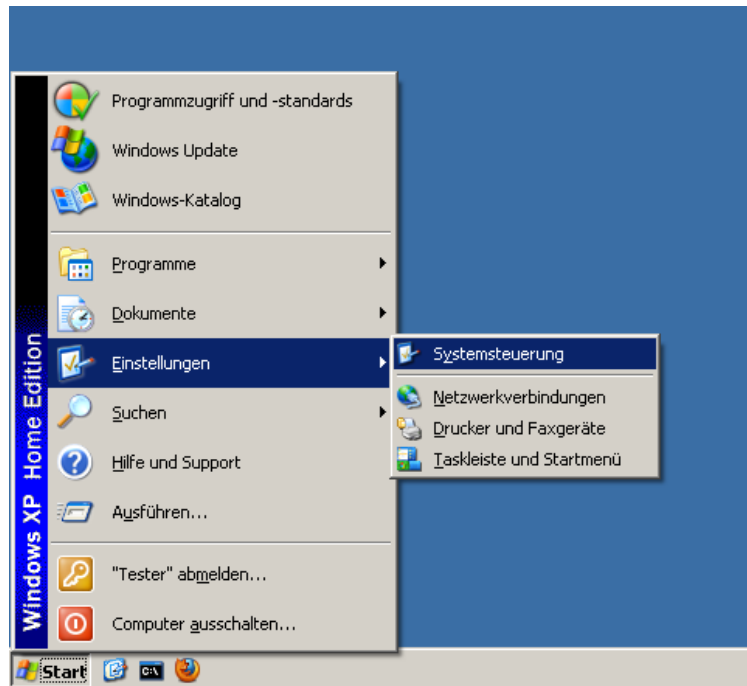 Programmzugriff und -standards
Windows Update
Windows-Katalog
Programme
Dokumente
Einstellungen
Suchen
Hilfe und Support
Ausführen...
"Tester" abmelden...
Computer ausschalten...
Windows XP Home Edition
Systemsteuerung
Netzwerkverbindungen
Drucker und Faxgeräte
Taskleiste und Startmenü
Start
C:\